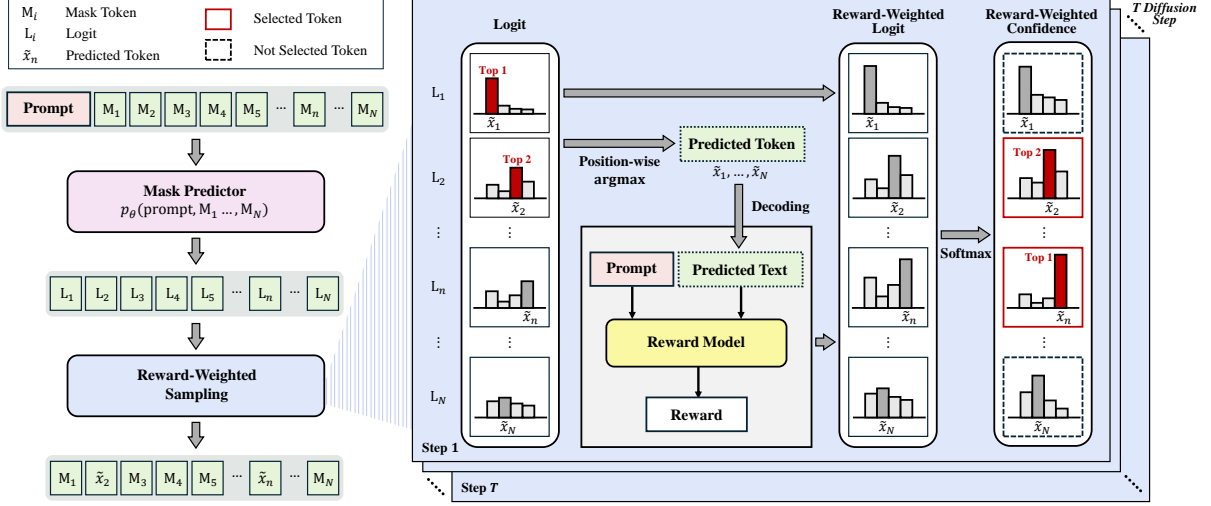 M_i Mask Token
L_i Logit
x̃_n Predicted Token
Selected Token
Not Selected Token
Prompt M_1 M_2 M_3 M_4 M_5 ··· M_n ··· M_N
Mask Predictor
p_θ(prompt, M_1 …, M_N)
L_1 L_2 L_3 L_4 L_5 ··· L_n ··· L_N
Reward-Weighted
Sampling
M_1 x̃_2 M_3 M_4 M_5 ··· x̃_n ··· M_N
Logit
Reward-Weighted
Logit
Reward-Weighted
Confidence
T Diffusion
Step
L_1
Top 1
x̃_1
x̃_1
x̃_1
L_2
Top 2
x̃_2
Position-wise
argmax
Predicted Token
x̃_1, … , x̃_N
Decoding
x̃_2
Top 2
x̃_2
⋮
⋮
⋮
L_n
x̃_n
Prompt
Predicted Text
Reward Model
Reward
x̃_n
Softmax
Top 1
x̃_n
⋮
⋮
⋮
L_N
x̃_N
x̃_N
x̃_N
Step 1
Step T